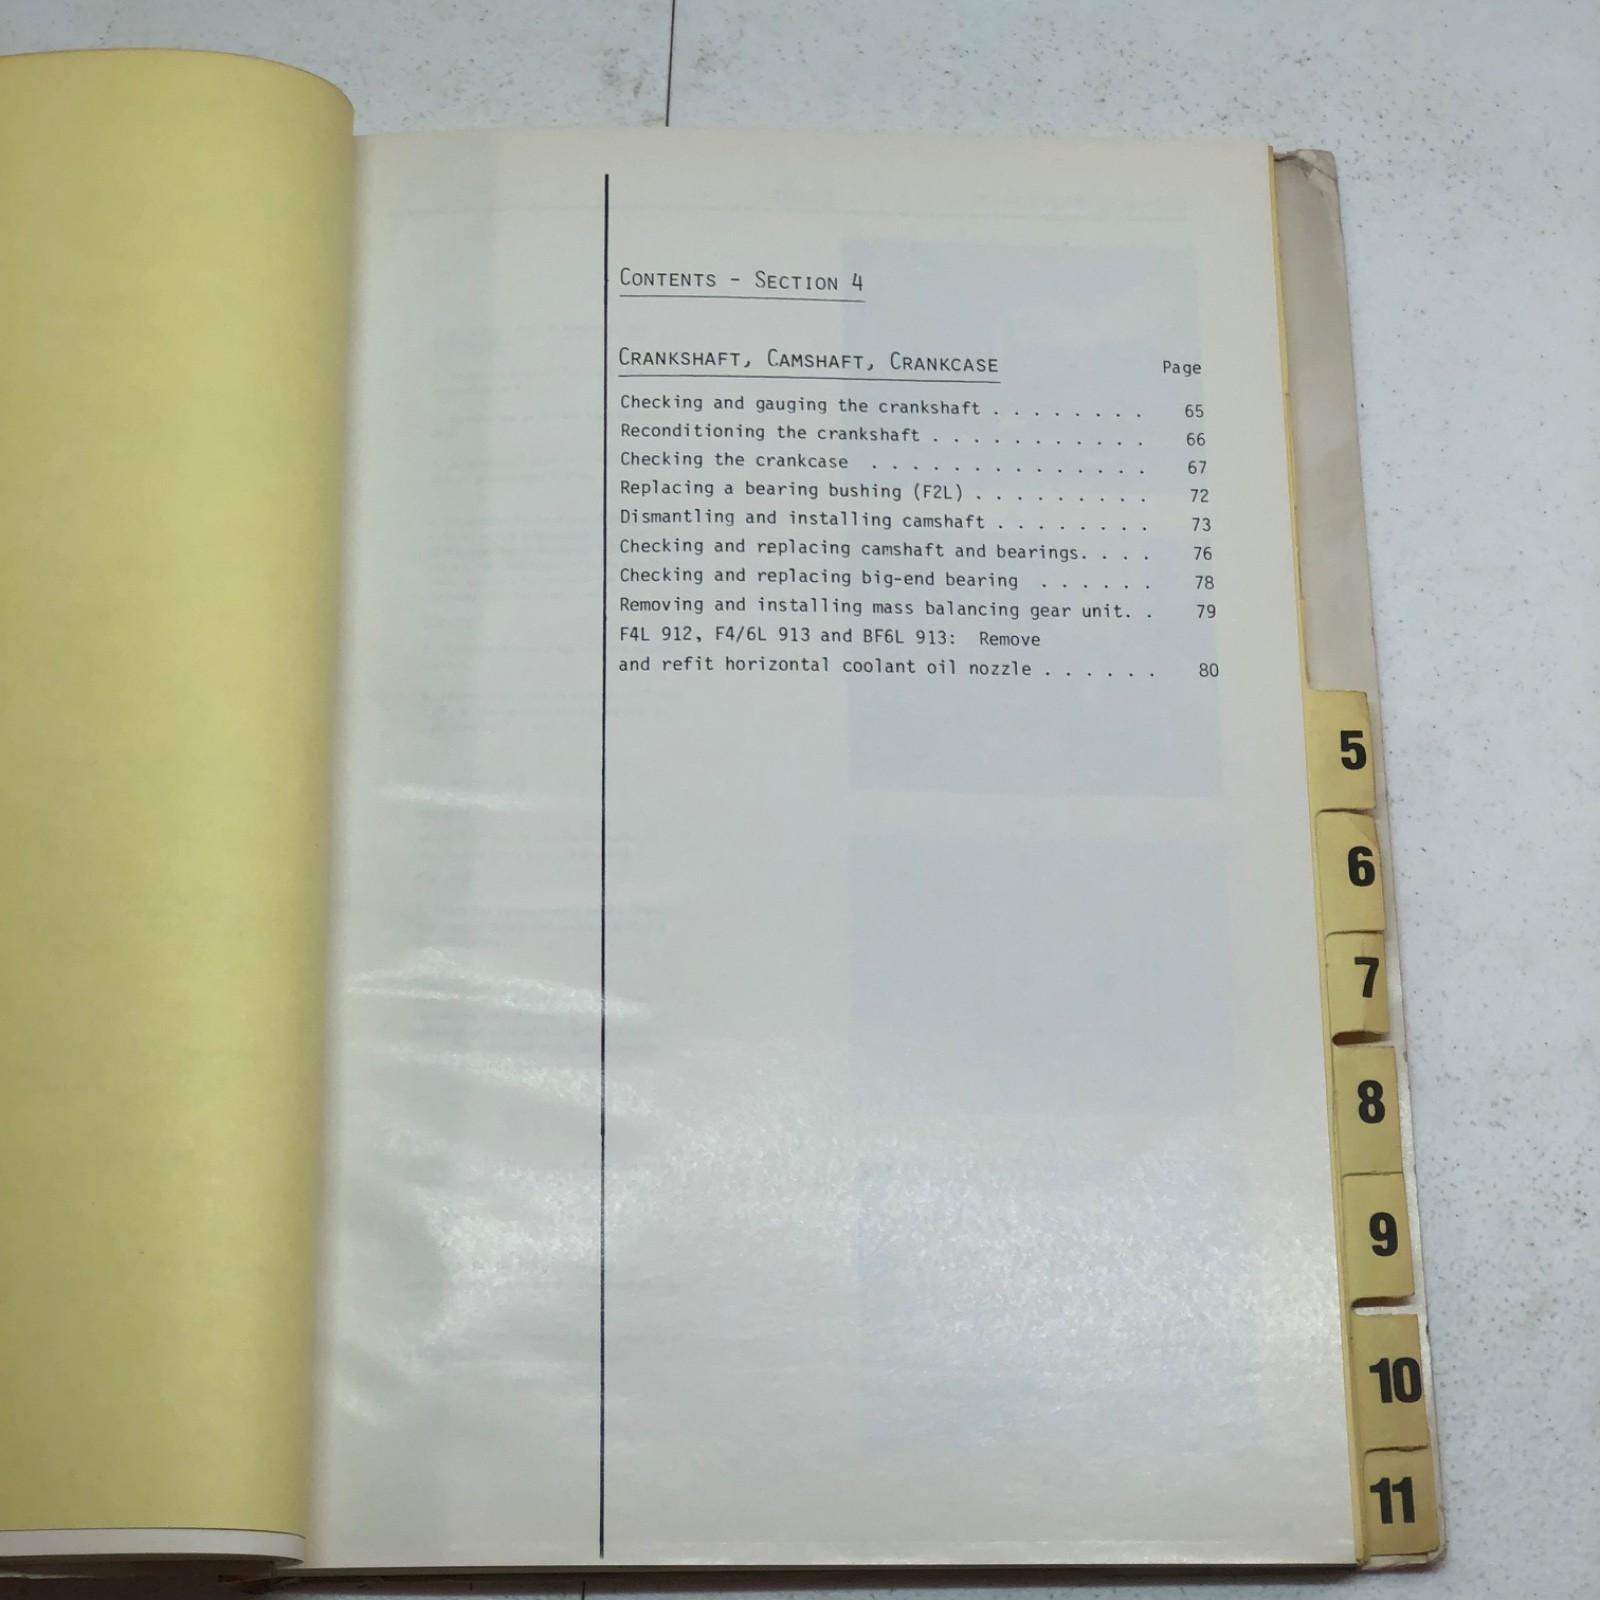 CONTENTS - SECTION 4
CRANKSHAFT, CAMSHAFT, CRANKCASE Page
Checking and gauging the crankshaft . . . . . . . . 65
Reconditioning the crankshaft . . . . . . . . . . . 66
Checking the crankcase . . . . . . . . . . . . . . 67
Replacing a bearing bushing (F2L) . . . . . . . . . 72
Dismantling and installing camshaft . . . . . . . . 73
Checking and replacing camshaft and bearings. . . . 76
Checking and replacing big-end bearing . . . . . . 78
Removing and installing mass balancing gear unit. . 79
F4L 912, F4/6L 913 and BF6L 913: Remove
and refit horizontal coolant oil nozzle . . . . . . 80
5
6
7
8
9
10
11